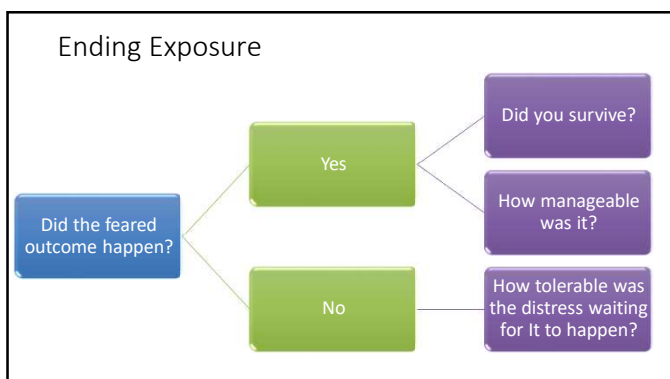 Ending Exposure
Did the feared
outcome happen?
Yes
Did you survive?
How manageable
was it?
No
How tolerable was
the distress waiting
for It to happen?